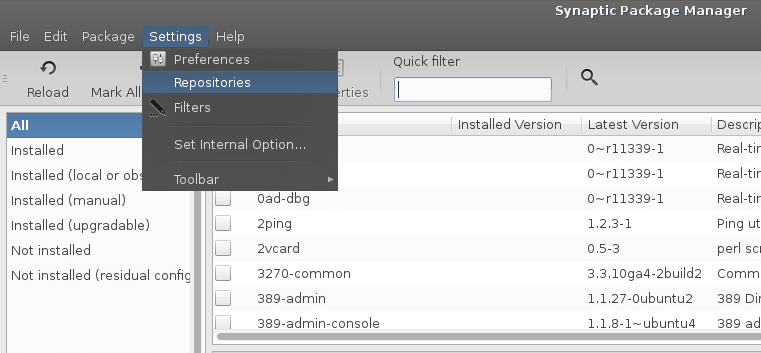 Synaptic Package Manager
File Edit Package Settings Help
Preferences
Repositories
Filters
Set Internal Option...
Toolbar
Reload Mark All
Quick filter
All
Installed
Installed (local or obs
Installed (manual)
Installed (upgradable)
Not installed
Not installed (residual config
Installed Version Latest Version Descrip
0~r11339-1 Real-tim
0~r11339-1 Real-tim
0ad-dbg 0~r11339-1 Real-tim
2ping 1.2.3-1 Ping ut
2vcard 0.5-3 perl scr
3270-common 3.3.10ga4-2build2 Comm
389-admin 1.1.27-0ubuntu2 389 Dir
389-admin-console 1.1.8-1~ubuntu4 389 ad